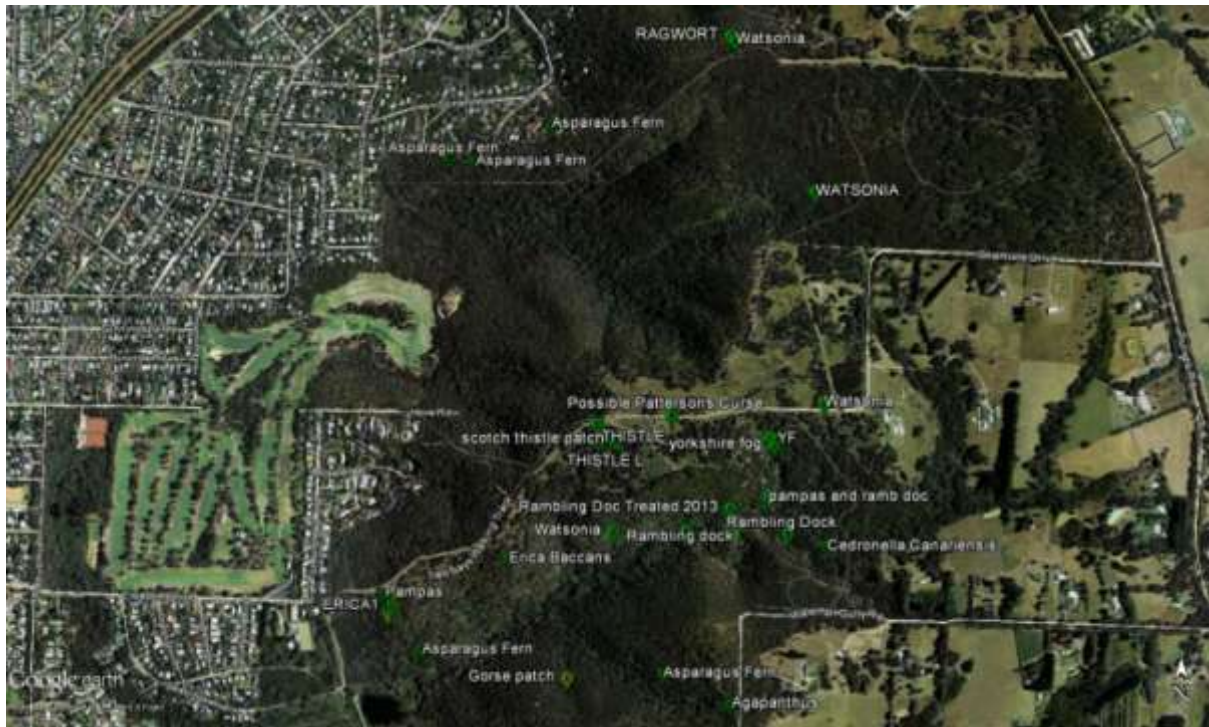 RAGWORT Watsonia
Asparagus Fern
Asparagus Fern
Asparagus Fern
WATSONIA
Possible Pattersons Curse
Watsonia
scotch thistle patch THISTLE
yorkshire fog YF
THISTLE L
pampas and ramb doc
Rambling Doc Treated 2013
Rambling Dock
Watsonia
Rambling dock
Cedronella Canariensis
Erica Baccans
Pampas
ERICA1
Asparagus Fern
Gorse patch
Asparagus Fern
Agapanthus
Google earth
N